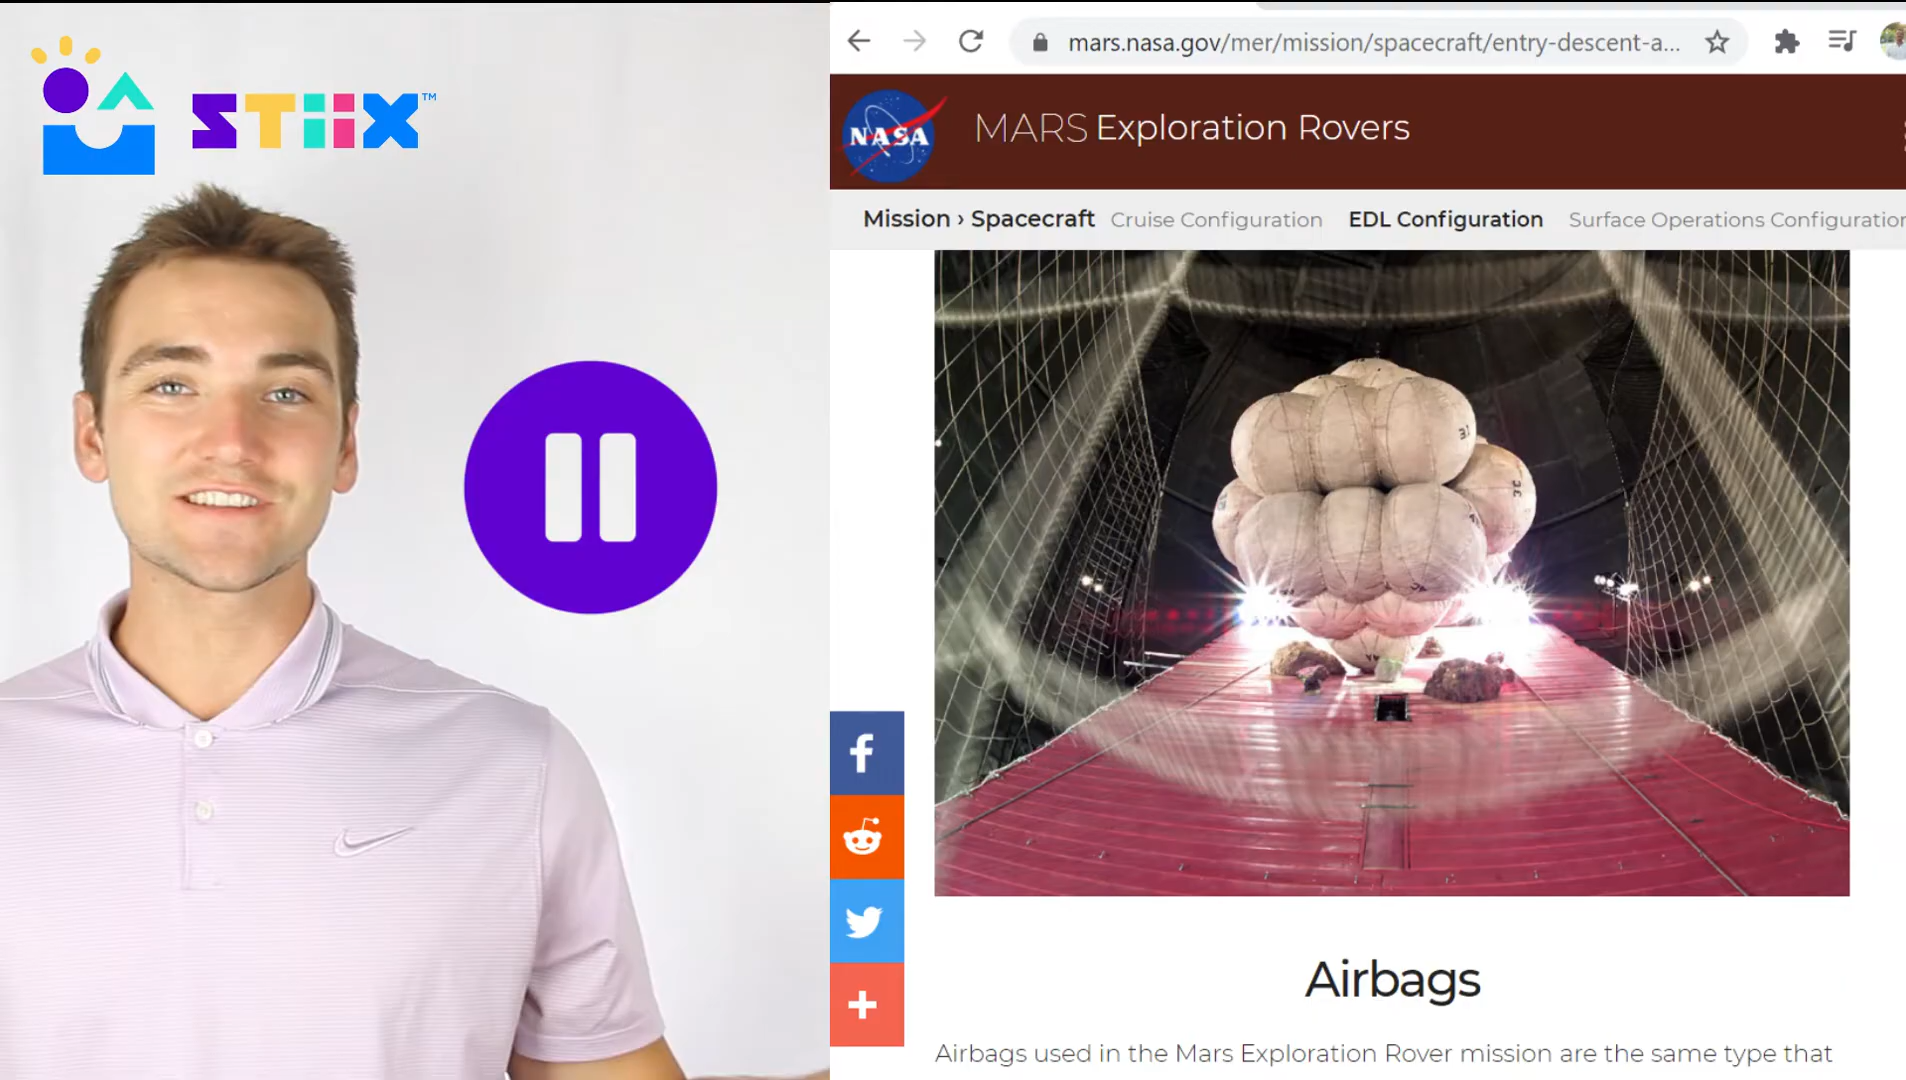 STiiX™
mars.nasa.gov/mer/mission/spacecraft/entry-descent-a...
NASA
MARS Exploration Rovers
Mission › Spacecraft Cruise Configuration EDL Configuration Surface Operations Configuration
Airbags
Airbags used in the Mars Exploration Rover mission are the same type that